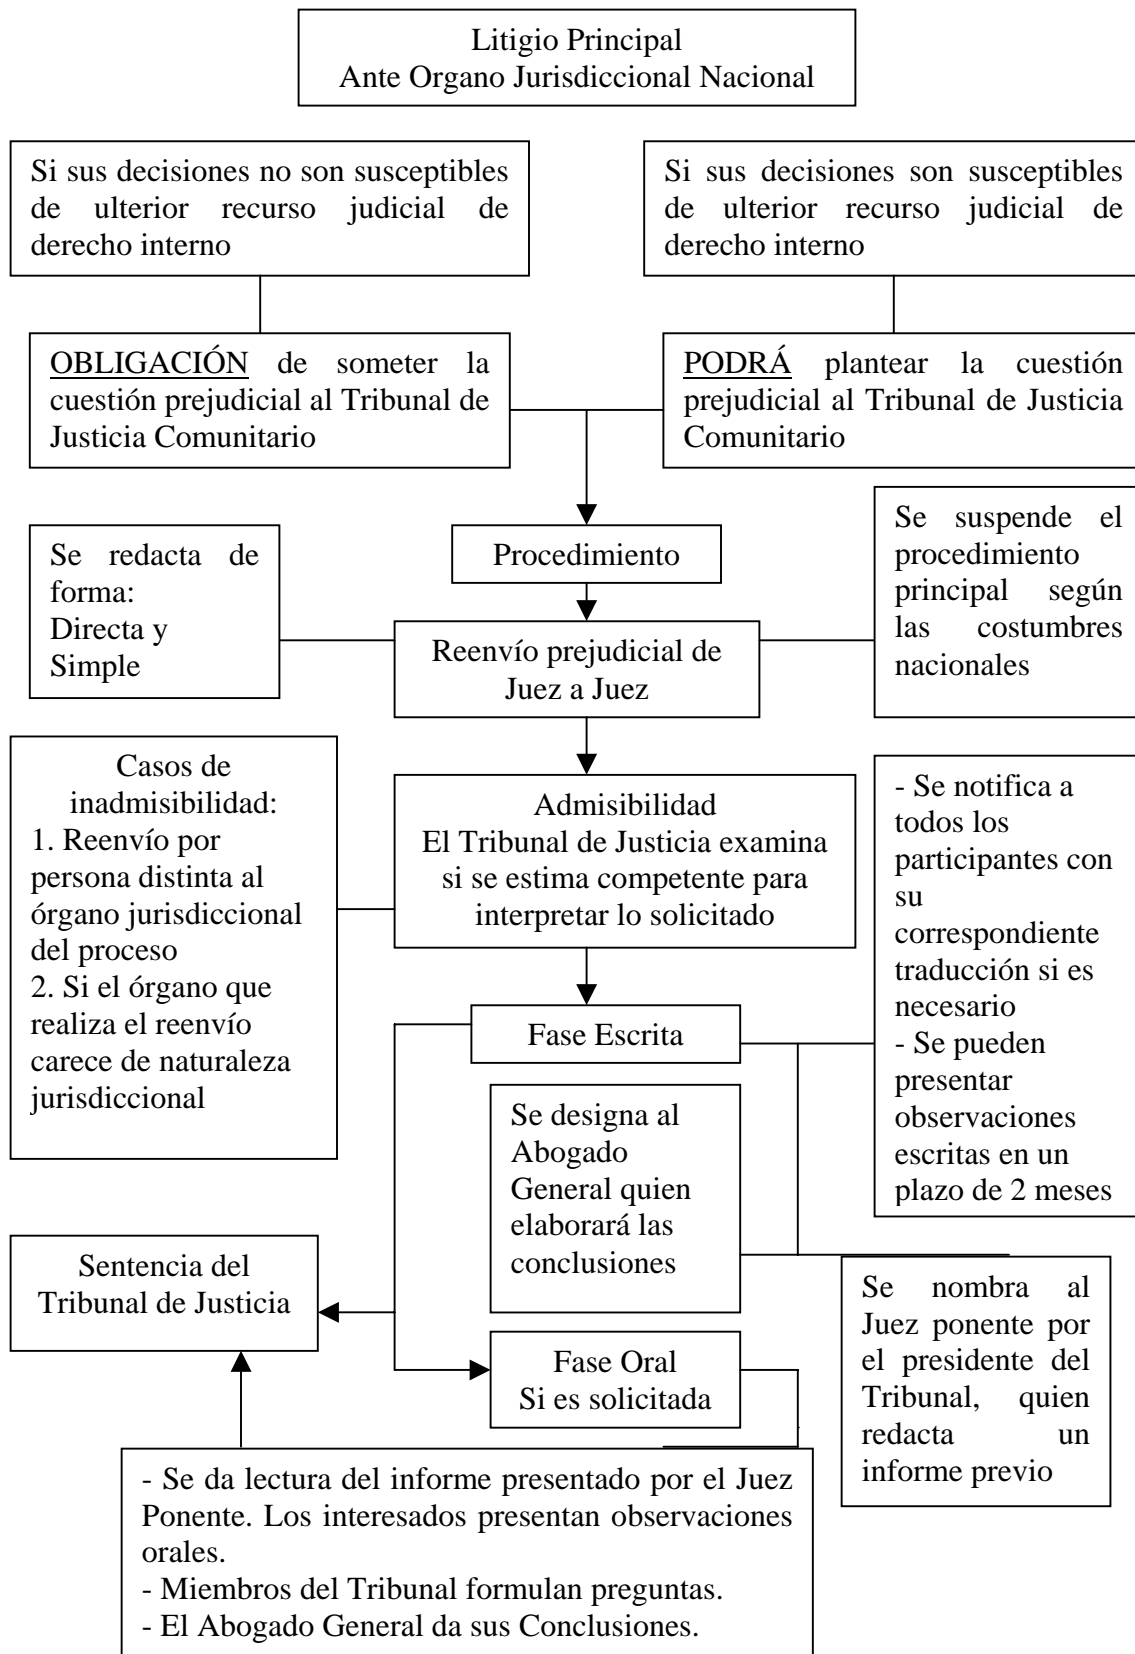 Litigio Principal
Ante Organo Jurisdiccional Nacional
Si sus decisiones no son susceptibles
de ulterior recurso judicial de
derecho interno
Si sus decisiones son susceptibles
de ulterior recurso judicial de
derecho interno
OBLIGACIÓN de someter la
cuestión prejudicial al Tribunal de
Justicia Comunitario
PODRÁ plantear la cuestión
prejudicial al Tribunal de Justicia
Comunitario
Procedimiento
Se redacta de
forma:
Directa y
Simple
Reenvío prejudicial de
Juez a Juez
Se suspende el
procedimiento
principal según
las costumbres
nacionales
Casos de
inadmisibilidad:
1. Reenvío por
persona distinta al
órgano jurisdiccional
del proceso
2. Si el órgano que
realiza el reenvío
carece de naturaleza
jurisdiccional
Admisibilidad
El Tribunal de Justicia examina
si se estima competente para
interpretar lo solicitado
- Se notifica a
todos los
participantes con
su
correspondiente
traducción si es
necesario
- Se pueden
presentar
observaciones
escritas en un
plazo de 2 meses
Fase Escrita
Se designa al
Abogado
General quien
elaborará las
conclusiones
Sentencia del
Tribunal de Justicia
Se nombra al
Juez ponente por
el presidente del
Tribunal, quien
redacta un
informe previo
Fase Oral
Si es solicitada
- Se da lectura del informe presentado por el Juez
Ponente. Los interesados presentan observaciones
orales.
- Miembros del Tribunal formulan preguntas.
- El Abogado General da sus Conclusiones.